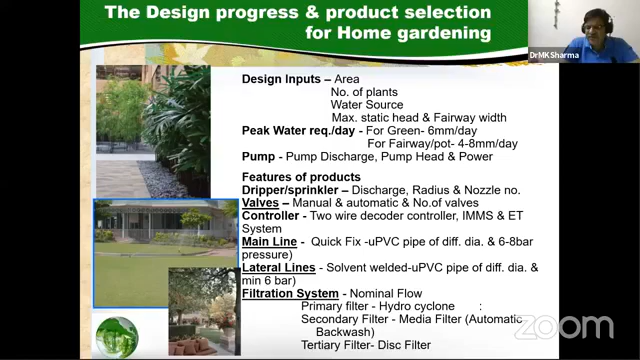 The Design progress & product selection
for Home gardening
DrMK Sharma
Design Inputs – Area
No. of plants
Water Source
Max. static head & Fairway width
Peak Water req./day - For Green- 6mm/day
For Fairway/pot- 4-8mm/day
Pump - Pump Discharge, Pump Head & Power
Features of products
Dripper/sprinkler – Discharge, Radius & Nozzle no.
Valves – Manual & automatic & No.of valves
Controller – Two wire decoder controller, IMMS & ET
System
Main Line - Quick Fix -uPVC pipe of diff. dia. & 6-8bar
pressure)
Lateral Lines - Solvent welded-uPVC pipe of diff. dia &
min 6 bar)
Filtration System - Nominal Flow
Primary filter - Hydro cyclone :
Secondary Filter - Media Filter (Automatic
Backwash)
Tertiary Filter- Disc Filter
zoom